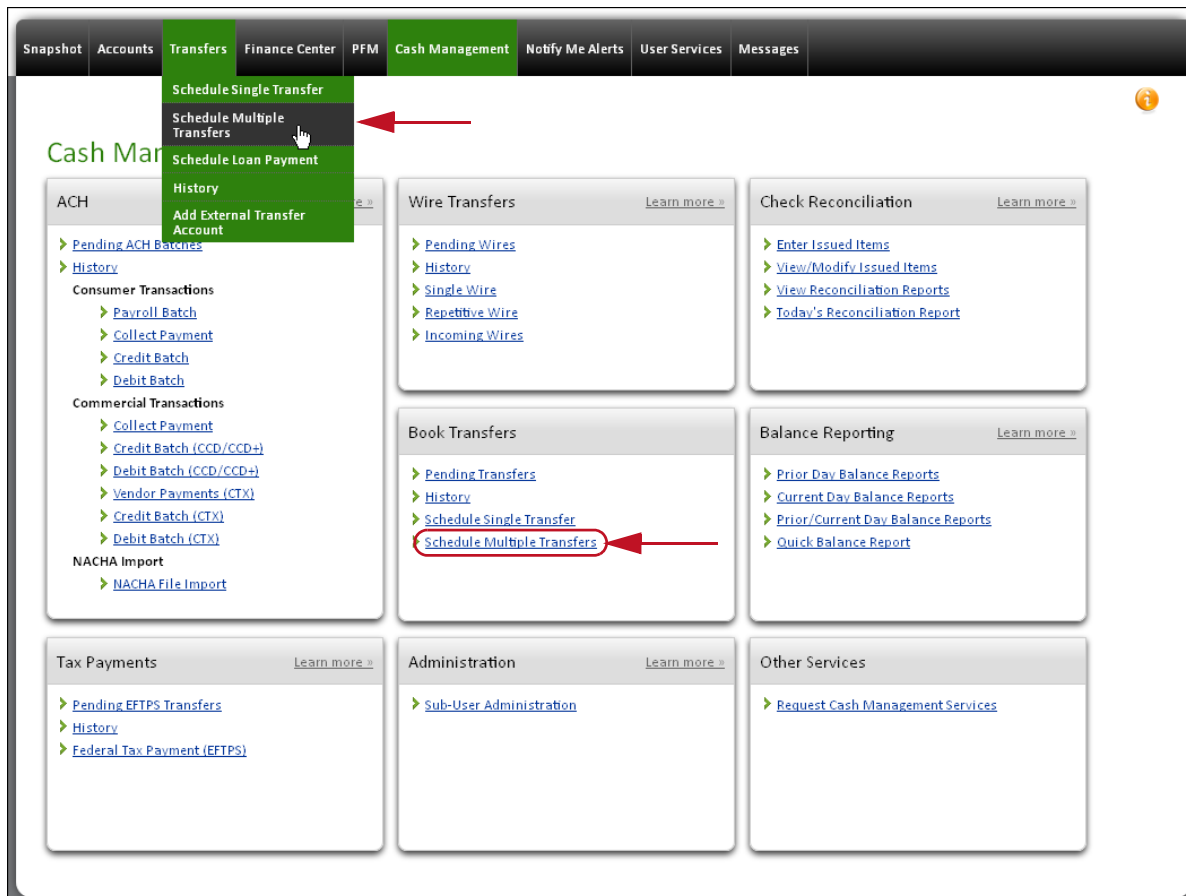 Snapshot Accounts Transfers Finance Center PFM Cash Management Notify Me Alerts User Services Messages
Schedule Single Transfer
Schedule Multiple
Transfers
Schedule Loan Payment
History
Add External Transfer
Account
Cash Mar
ACH
Pending ACH Batches
History
Consumer Transactions
Payroll Batch
Collect Payment
Credit Batch
Debit Batch
Commercial Transactions
Collect Payment
Credit Batch (CCD/CCD+)
Debit Batch (CCD/CCD+)
Vendor Payments (CTX)
Credit Batch (CTX)
Debit Batch (CTX)
NACHA Import
NACHA File Import
Wire Transfers Learn more »
Pending Wires
History
Single Wire
Repetitive Wire
Incoming Wires
Check Reconciliation Learn more »
Enter Issued Items
View/Modify Issued Items
View Reconciliation Reports
Today's Reconciliation Report
Book Transfers
Pending Transfers
History
Schedule Single Transfer
Schedule Multiple Transfers
Balance Reporting Learn more »
Prior Day Balance Reports
Current Day Balance Reports
Prior/Current Day Balance Reports
Quick Balance Report
Tax Payments Learn more »
Pending EFTPS Transfers
History
Federal Tax Payment (EFTPS)
Administration Learn more »
Sub-User Administration
Other Services
Request Cash Management Services